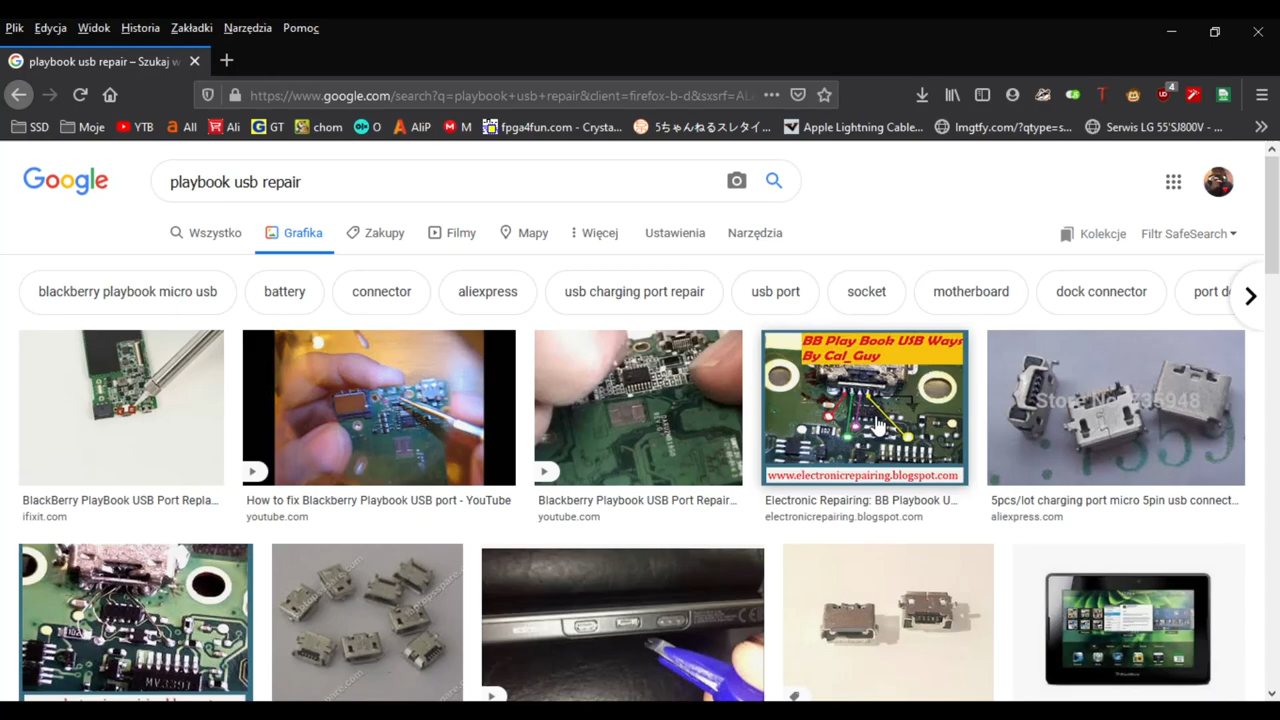 Plik Edycja Widok Historia Zakładki Narzędzia Pomoc
playbook usb repair – Szukaj w
https://www.google.com/search?q=playbook+usb+repair&client=firefox-b-d&sxsrf=AL
4
SSD Moje YTB All Ali GT chom O AliP M fpga4fun.com - Crysta... 5ちゃんねるスレタイ... Apple Lightning Cable... lmgtfy.com/?qtype=s... Serwis LG 55'SJ800V - ...
Google
playbook usb repair
Wszystko Grafika Zakupy Filmy Mapy Więcej Ustawienia Narzędzia Kolekcje Filtr SafeSearch
blackberry playbook micro usb battery connector aliexpress usb charging port repair usb port socket motherboard dock connector
BB Play Book USB Ways
By Cal_Guy
www.electronicrepairing.blogspot.com
BlackBerry PlayBook USB Port Repla... How to fix Blackberry Playbook USB port - YouTube Blackberry Playbook USB Port Repair... Electronic Repairing: BB Playbook U... 5pcs/lot charging port micro 5pin usb connect...
ifixit.com youtube.com youtube.com electronicrepairing.blogspot.com aliexpress.com